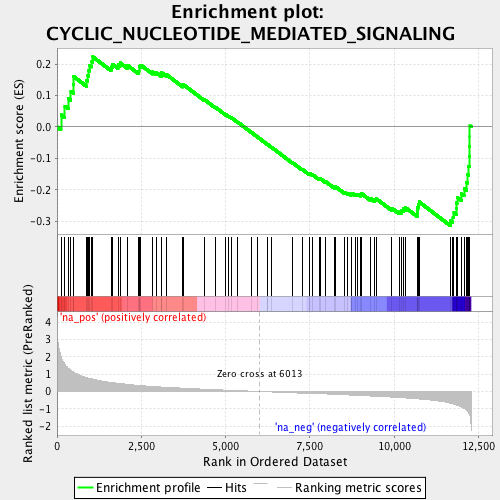 Enrichment plot:
CYCLIC_NUCLEOTIDE_MEDIATED_SIGNALING
Enrichment score (ES)
0.2
0.1
0.0
-0.1
-0.2
-0.3
'na_pos' (positively correlated)
Zero cross at 6013
'na_neg' (negatively correlated)
Ranked list metric (PreRanked)
4
3
2
1
0
-1
-2
0
2,500
5,000
7,500
10,000
12,500
Rank in Ordered Dataset
Enrichment profile
Hits
Ranking metric scores